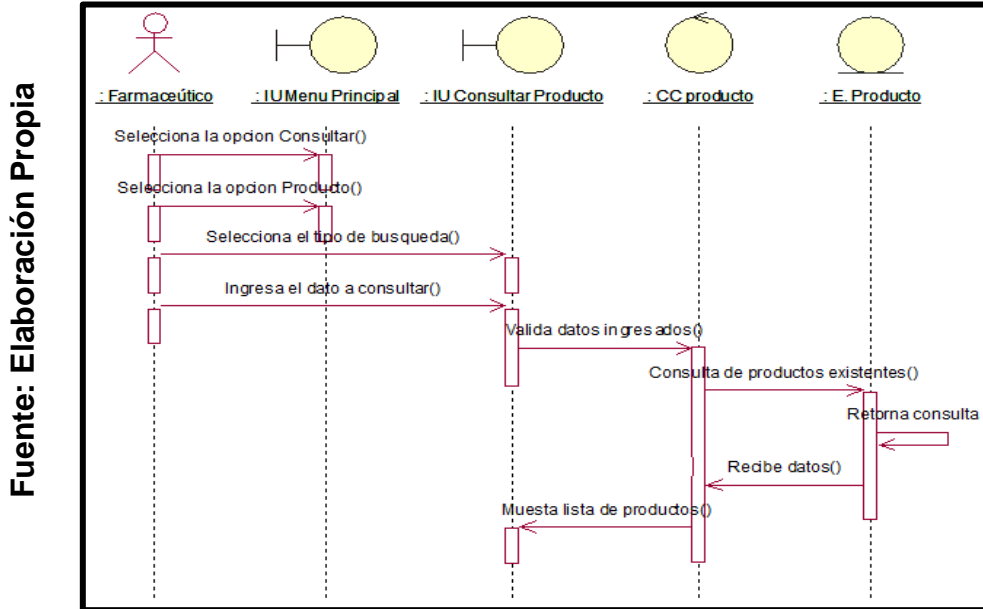 Fuente: Elaboración Propia
: Farmaceútico
: IU Menu Principal
: IU Consultar Producto
: CC producto
: E. Producto
Selecciona la opcion Consultar()
Selecciona la opcion Producto()
Selecciona el tipo de busqueda()
Ingresa el dato a consultar()
Valida datos ingresados()
Consulta de productos existentes()
Retorna consulta
Recibe datos()
Muesta lista de productos()